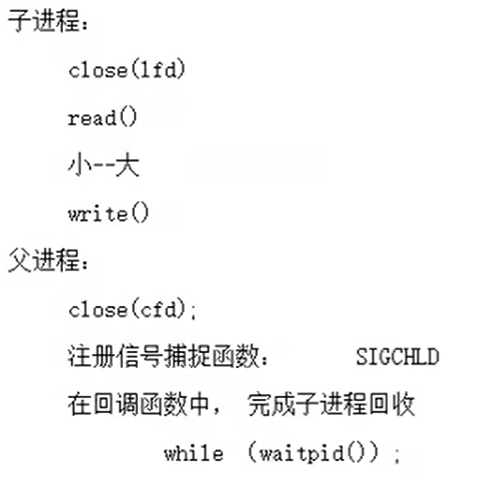 子进程：
close(lfd)
read()
小--大
write()
父进程：
close(cfd);
注册信号捕捉函数： SIGCHLD
在回调函数中， 完成子进程回收
while （waitpid()）;